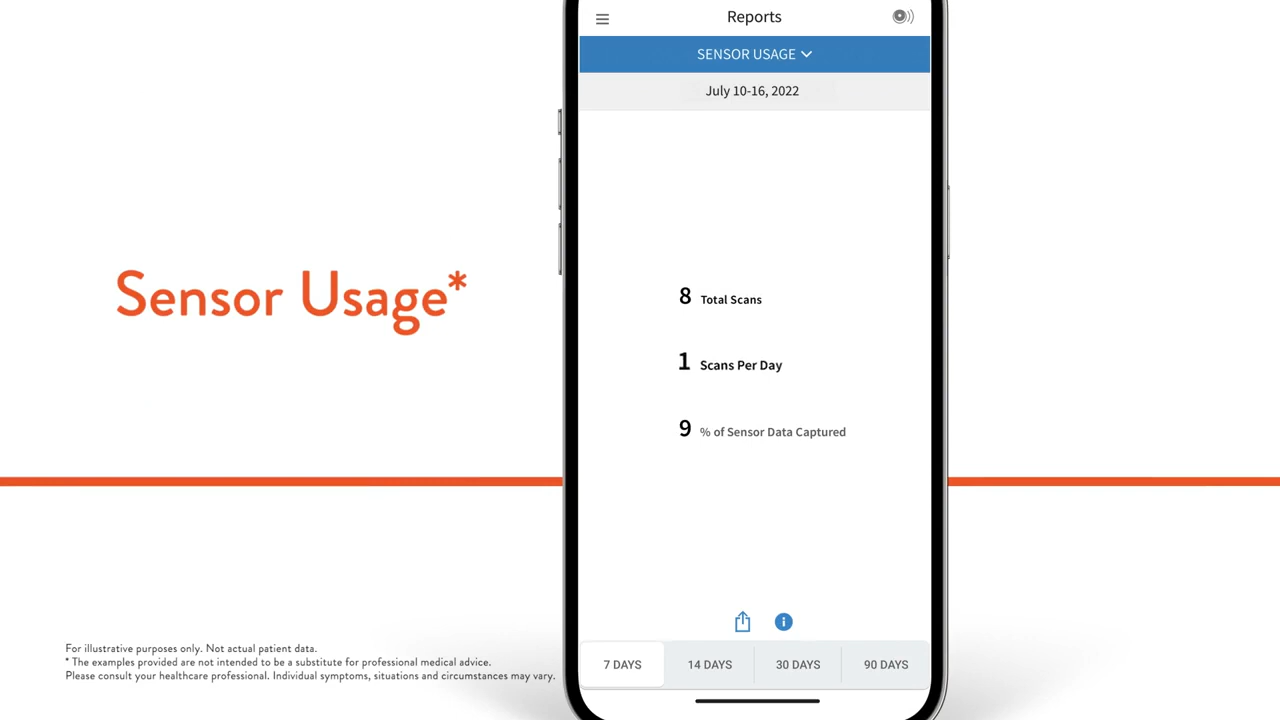 Reports
SENSOR USAGE
July 10-16, 2022
Sensor Usage*
8 Total Scans
1 Scans Per Day
9 % of Sensor Data Captured
For illustrative purposes only. Not actual patient data.
* The examples provided are not intended to be a substitute for professional medical advice.
Please consult your healthcare professional. Individual symptoms, situations and circumstances may vary.
7 DAYS 14 DAYS 30 DAYS 90 DAYS